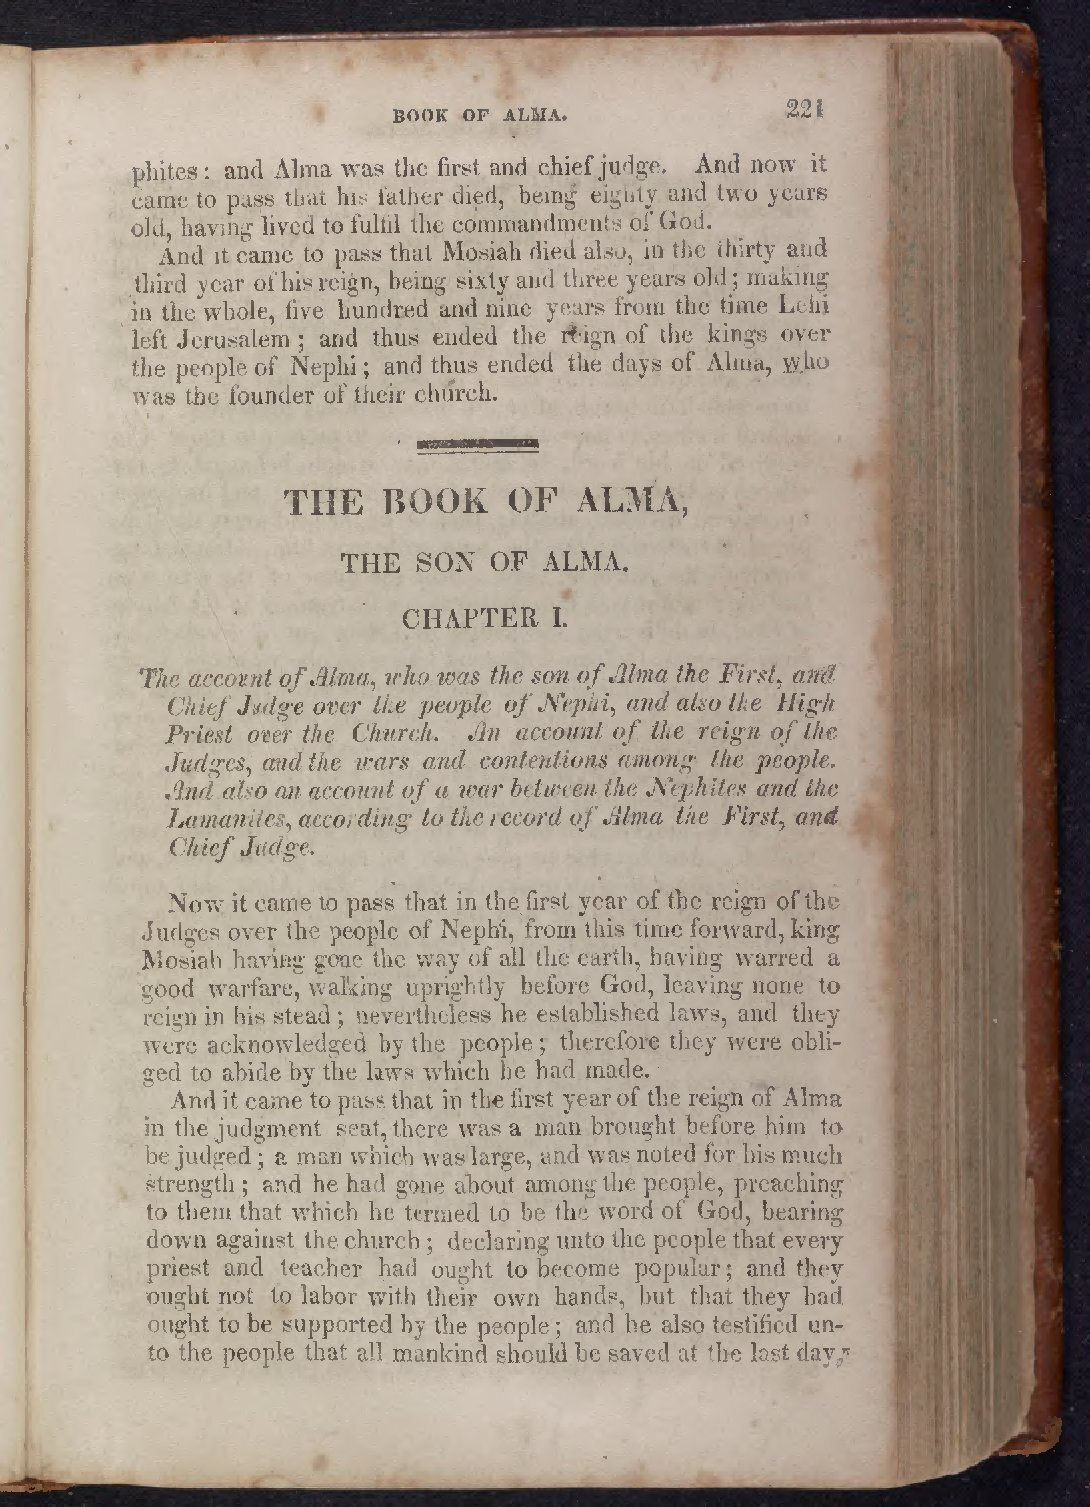 BOOK OF ALMA. 221
phites: and Alma was the first and chief judge. And now it
came to pass that his father died, being eighty and two years
old, having lived to fulfil the commandments of God.
And it came to pass that Mosiah died also, in the thirty and
third year of his reign, being sixty and three years old; making
in the whole, five hundred and nine years from the time Lehi
left Jerusalem; and thus ended the reign of the kings over
the people of Nephi; and thus ended the days of Alma, who
was the founder of their church.
THE BOOK OF ALMA,
THE SON OF ALMA.
CHAPTER I.
The account of Alma, who was the son of Alma the First, and
Chief Judge over the people of Nephi, and also the High
Priest over the Church. An account of the reign of the
Judges, and the wars and contentions among the people.
And also an account of a war between the Nephites and the
Lamanites, according to the record of Alma the First, and
Chief Judge.
Now it came to pass that in the first year of the reign of the
Judges over the people of Nephi, from this time forward, king
Mosiah having gone the way of all the earth, having warred a
good warfare, walking uprightly before God, leaving none to
reign in his stead; nevertheless he established laws, and they
were acknowledged by the people; therefore they were obli-
ged to abide by the laws which he had made.
And it came to pass that in the first year of the reign of Alma
in the judgment seat, there was a man brought before him to
be judged; a man which was large, and was noted for his much
strength; and he had gone about among the people, preaching
to them that which he termed to be the word of God, bearing
down against the church; declaring unto the people that every
priest and teacher had ought to become popular; and they
ought not to labor with their own hands, but that they had
ought to be supported by the people; and he also testified un-
to the people that all mankind should be saved at the last day,